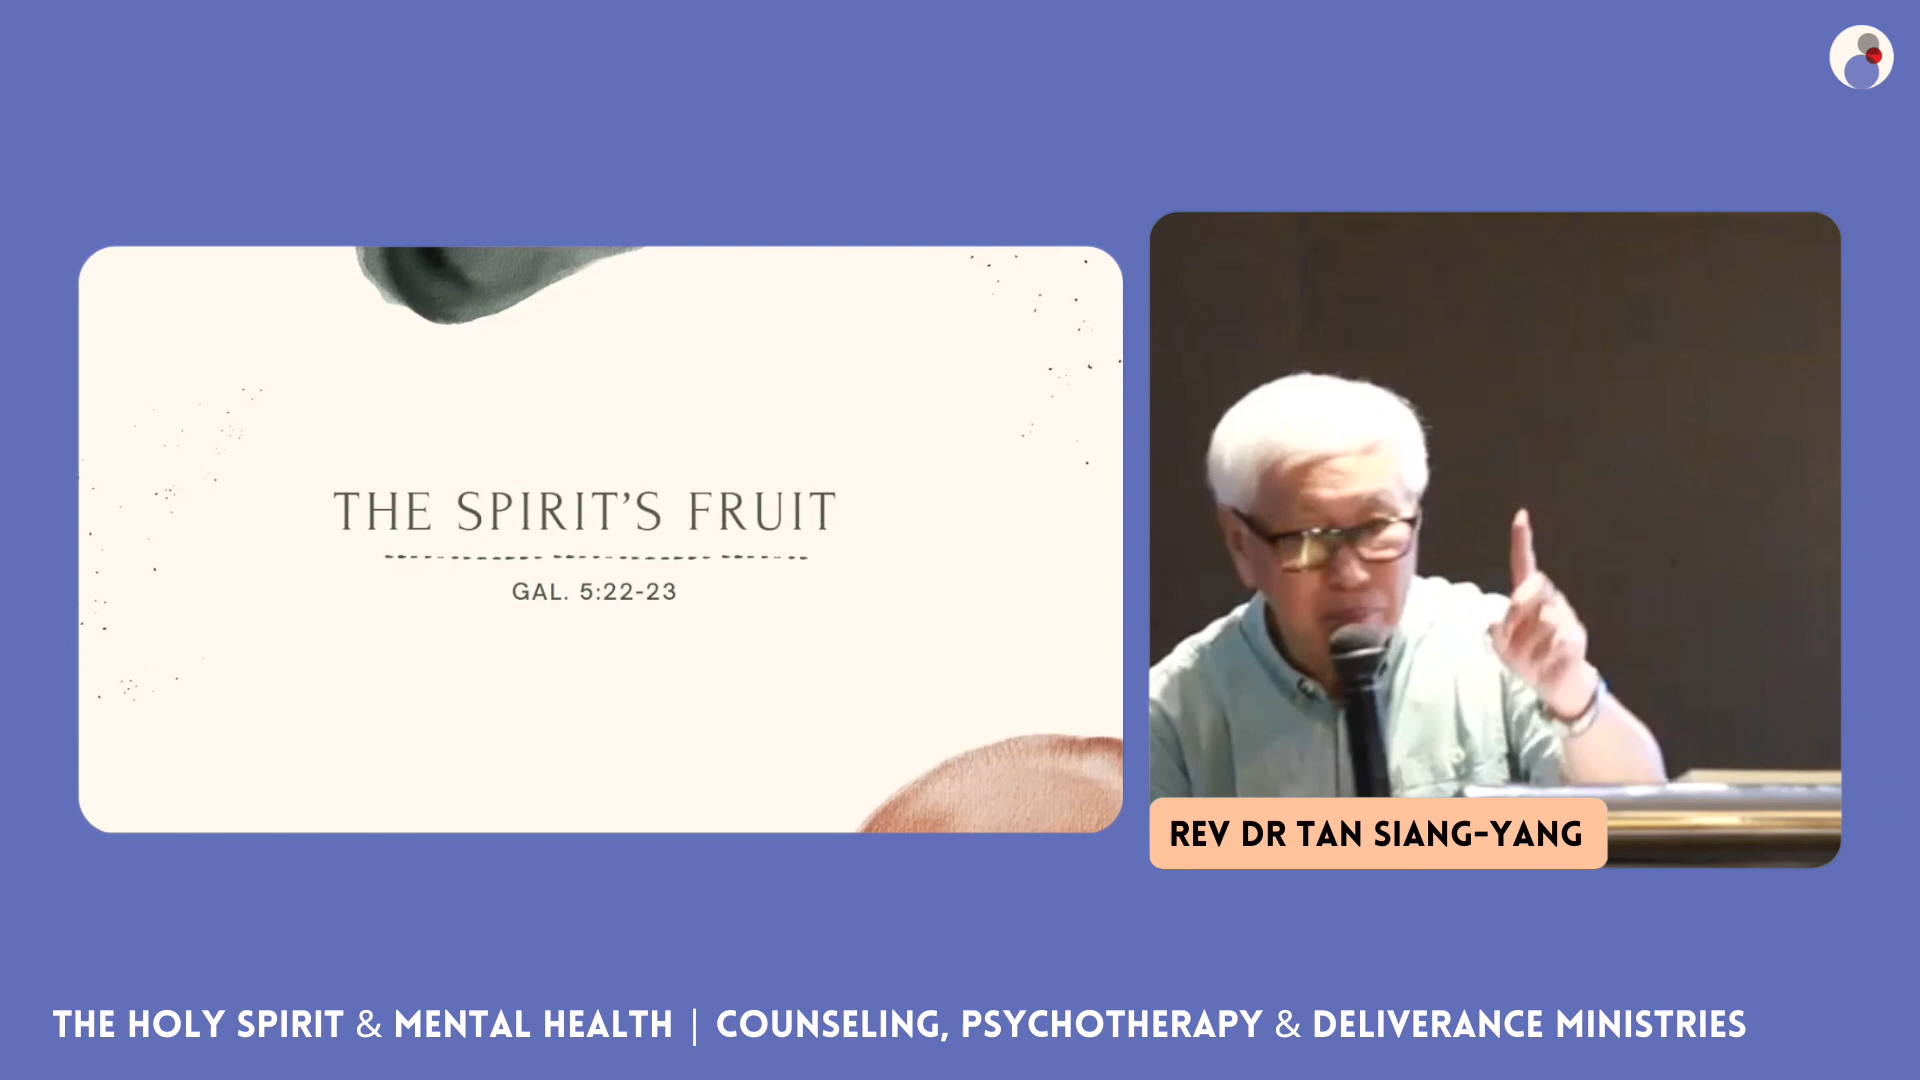 THE SPIRIT’S FRUIT
GAL. 5:22-23
REV DR TAN SIANG-YANG
THE HOLY SPIRIT & MENTAL HEALTH | COUNSELING, PSYCHOTHERAPY & DELIVERANCE MINISTRIES